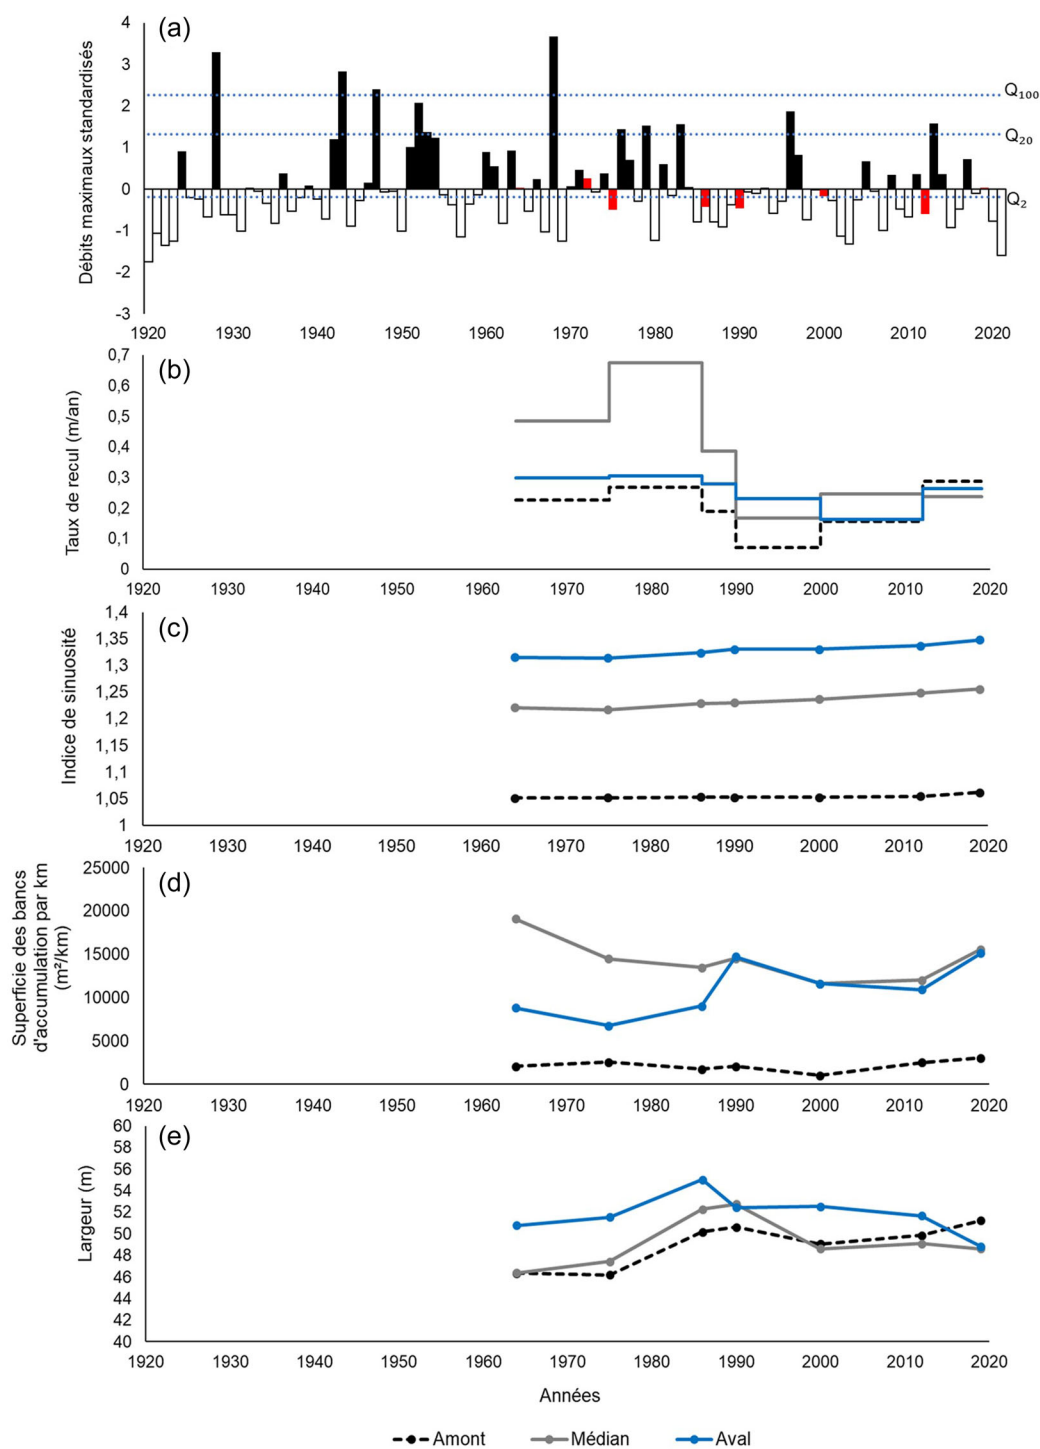 (a)
Débits maximaux standardisés
4
3
2
1
0
-1
-2
-3
Q₁₀₀
Q₂₀
Q₂
1920 1930 1940 1950 1960 1970 1980 1990 2000 2010 2020
(b)
Taux de recul (m/an)
0,7
0,6
0,5
0,4
0,3
0,2
0,1
0
1920 1930 1940 1950 1960 1970 1980 1990 2000 2010 2020
(c)
Indice de sinuosité
1,4
1,35
1,3
1,25
1,2
1,15
1,1
1,05
1
1920 1930 1940 1950 1960 1970 1980 1990 2000 2010 2020
(d)
Superficie des bancs
d'accumulation par km
(m²/km)
25000
20000
15000
10000
5000
0
1920 1930 1940 1950 1960 1970 1980 1990 2000 2010 2020
(e)
Largeur (m)
60
58
56
54
52
50
48
46
44
42
40
1920 1930 1940 1950 1960 1970 1980 1990 2000 2010 2020
Années
Amont Médian Aval